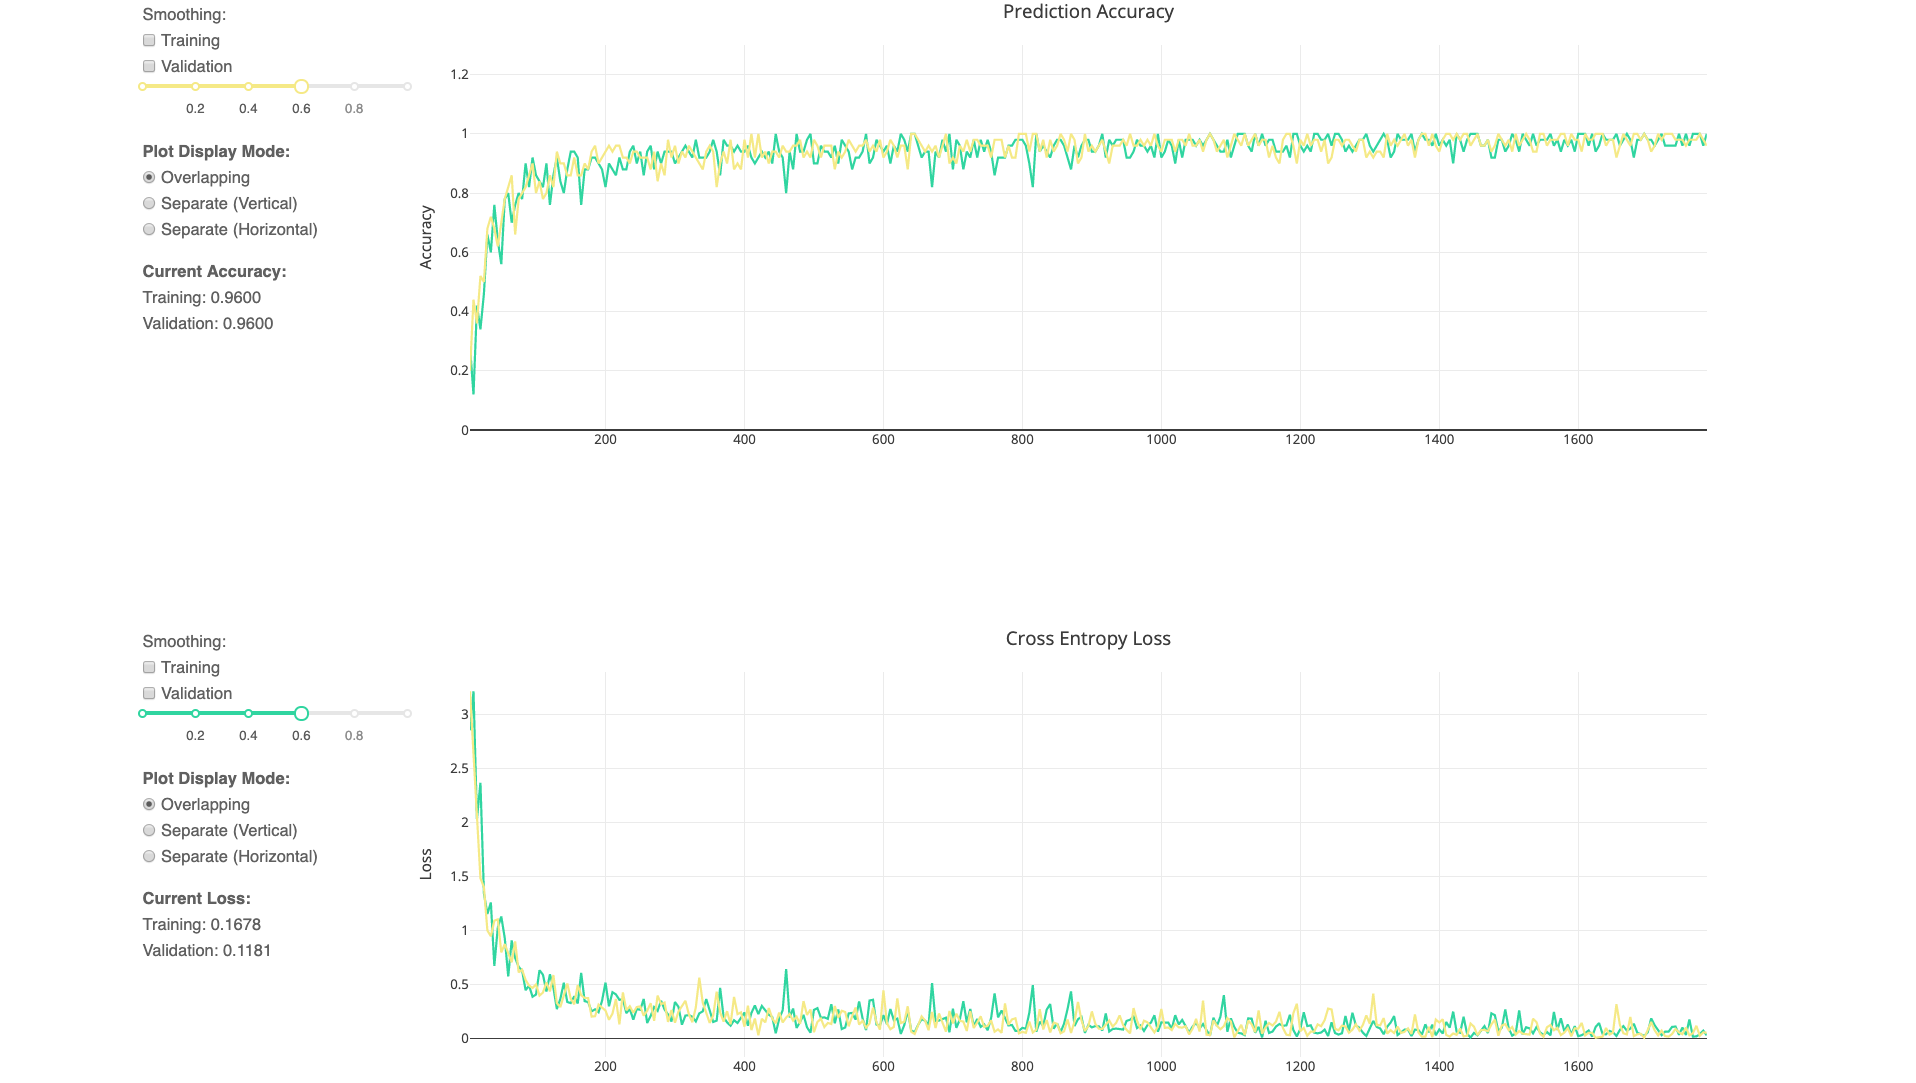 Smoothing:
Training
Validation
0.2 0.4 0.6 0.8
Plot Display Mode:
Overlapping
Separate (Vertical)
Separate (Horizontal)
Current Accuracy:
Training: 0.9600
Validation: 0.9600
Prediction Accuracy
Accuracy
1.2
1
0.8
0.6
0.4
0.2
0
200 400 600 800 1000 1200 1400 1600
Smoothing:
Training
Validation
0.2 0.4 0.6 0.8
Plot Display Mode:
Overlapping
Separate (Vertical)
Separate (Horizontal)
Current Loss:
Training: 0.1678
Validation: 0.1181
Cross Entropy Loss
Loss
3
2.5
2
1.5
1
0.5
0
200 400 600 800 1000 1200 1400 1600